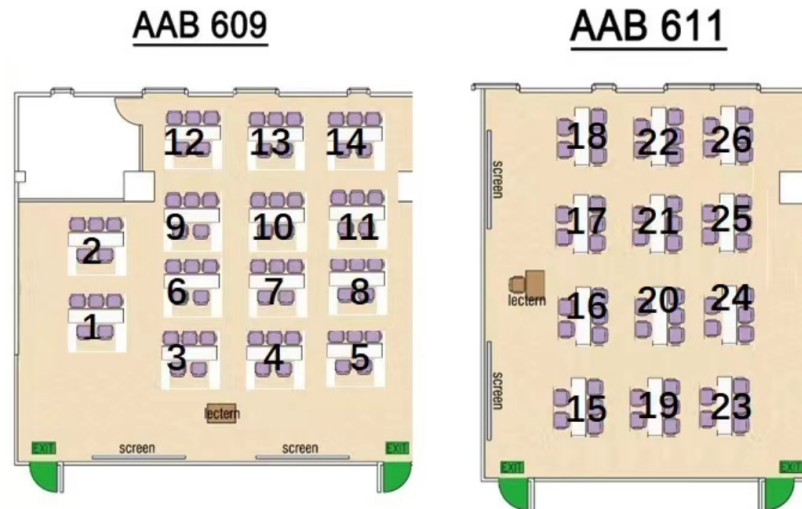 AAB 609
12 13 14
9 10 11
2
6 7 8
1
3 4 5
lectern
EXIT screen screen EXIT
AAB 611
18 22 26
screen
17 21 25
lectern
16 20 24
screen
15 19 23
EXIT EXIT